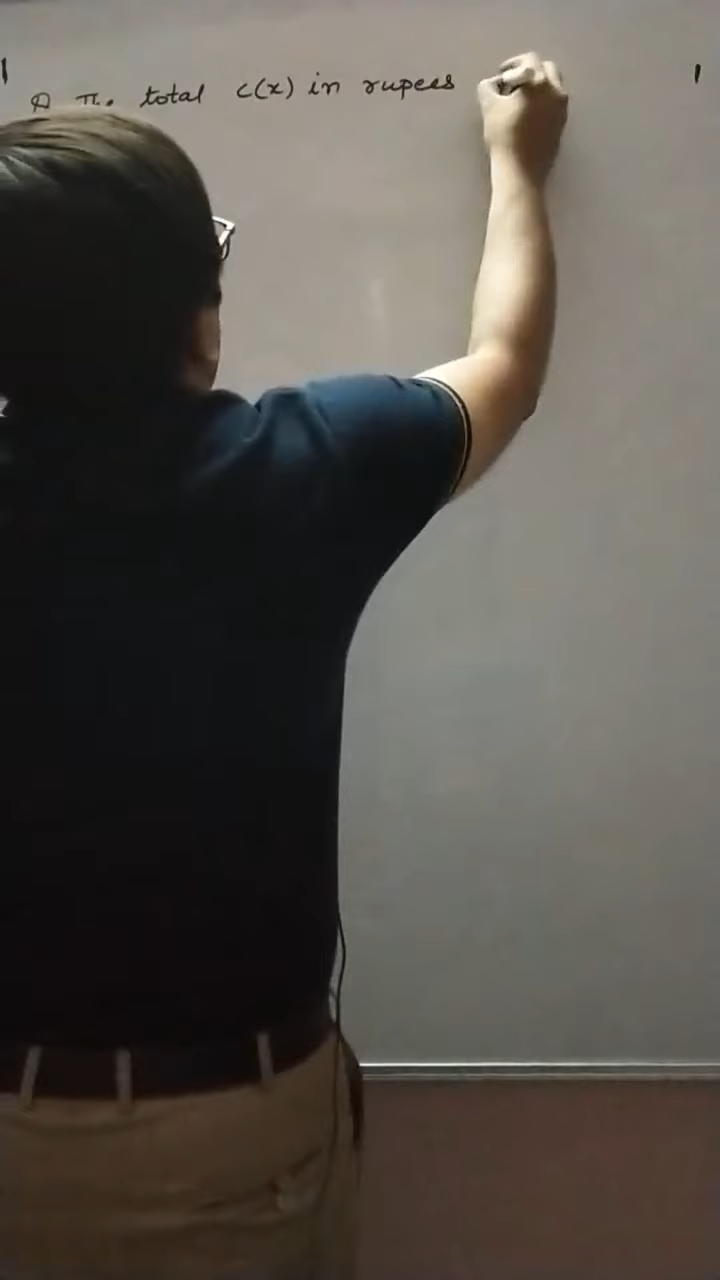 The total c(x) in rupees